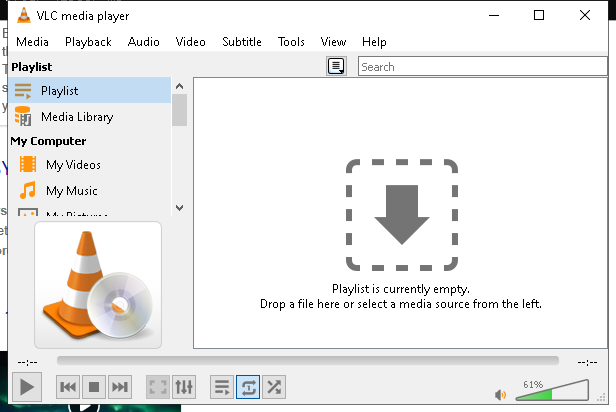 VLC media player
Media Playback Audio Video Subtitle Tools View Help
Playlist
Search
Playlist
Media Library
My Computer
My Videos
My Music
My Pictures
Playlist is currently empty.
Drop a file here or select a media source from the left.
--:-- --:--
61%